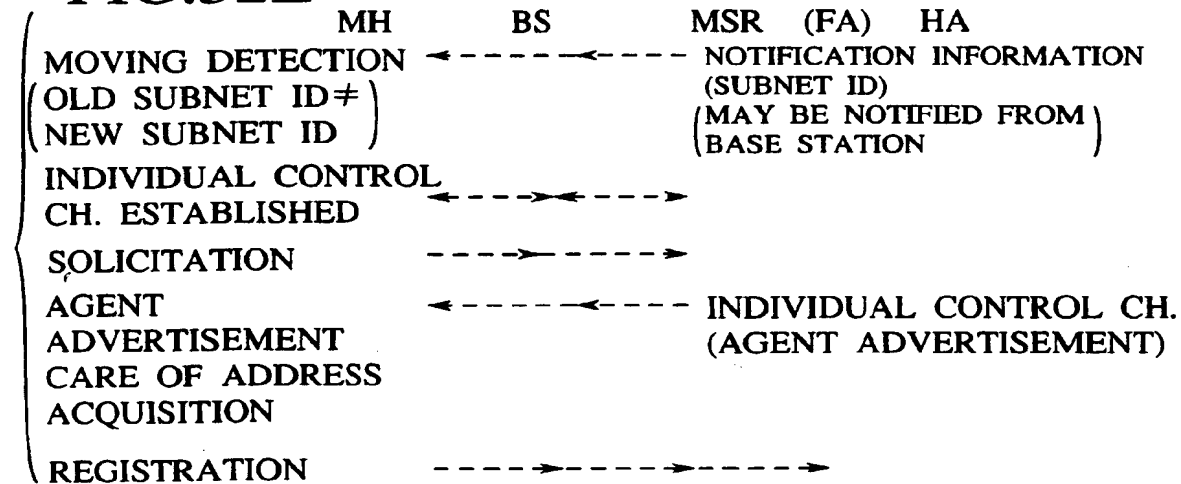 MH BS MSR (FA) HA
MOVING DETECTION NOTIFICATION INFORMATION
(SUBNET ID)
(OLD SUBNET ID≠
NEW SUBNET ID)
(MAY BE NOTIFIED FROM
BASE STATION)
INDIVIDUAL CONTROL
CH. ESTABLISHED
SOLICITATION
AGENT
ADVERTISEMENT
CARE OF ADDRESS
ACQUISITION
INDIVIDUAL CONTROL CH.
(AGENT ADVERTISEMENT)
REGISTRATION